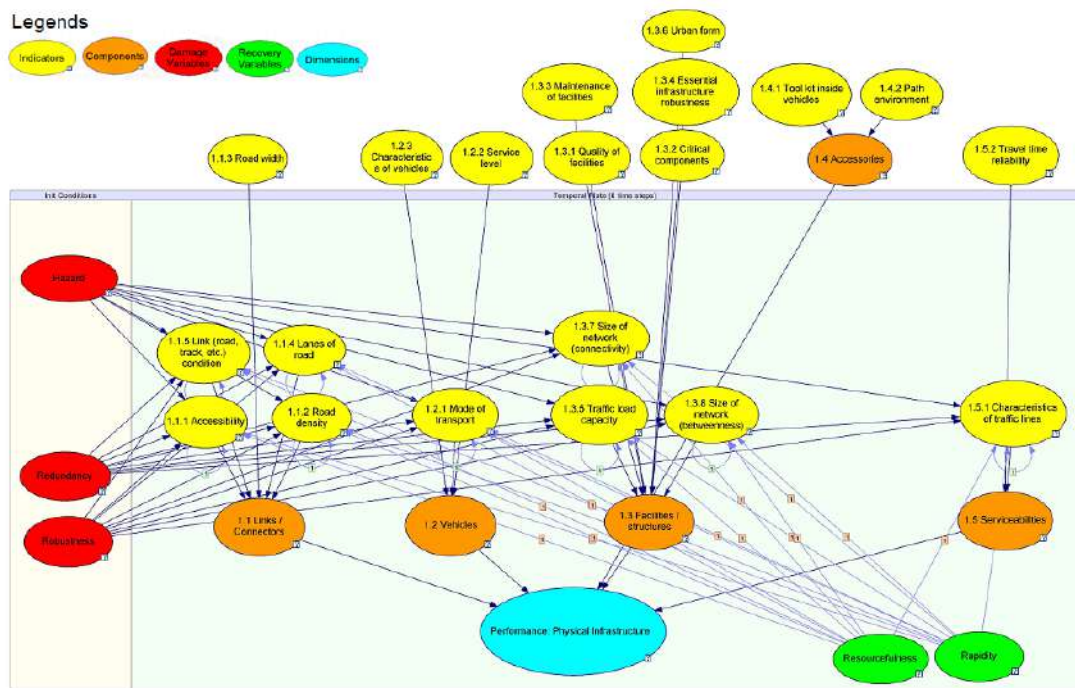 Legends
Indicators
Components
Damage
Variables
Recovery
Variables
Dimensions
1.3.6 Urban form
1.3.3 Maintenance
of facilities
1.3.4 Essential
infrastructure
robustness
1.4.1 Tool kit inside
vehicles
1.4.2 Path
environment
1.1.3 Road width
1.2.3
Characteristic
s of vehicles
1.2.2 Service
level
1.3.1 Quality of
facilities
1.3.2 Critical
components
1.4 Accessories
1.5.2 Travel time
reliability
Init Conditions
Temporal Plate (6 time steps)
Hazard
1.1.5 Link (road,
track, etc.)
condition
1.1.4 Lanes of
road
1.3.7 Size of
network
(connectivity)
1.1.1 Accessibility
1.1.2 Road
density
1.2.1 Mode of
transport
1.3.5 Traffic load
capacity
1.3.8 Size of
network
(betweenness)
1.5.1 Characteristics
of traffic lines
Redundancy
Robustness
1.1 Links /
Connectors
1.2 Vehicles
1.3 Facilities /
structures
1.5 Serviceabilities
Performance: Physical Infrastructure
Resourcefulness
Rapidity